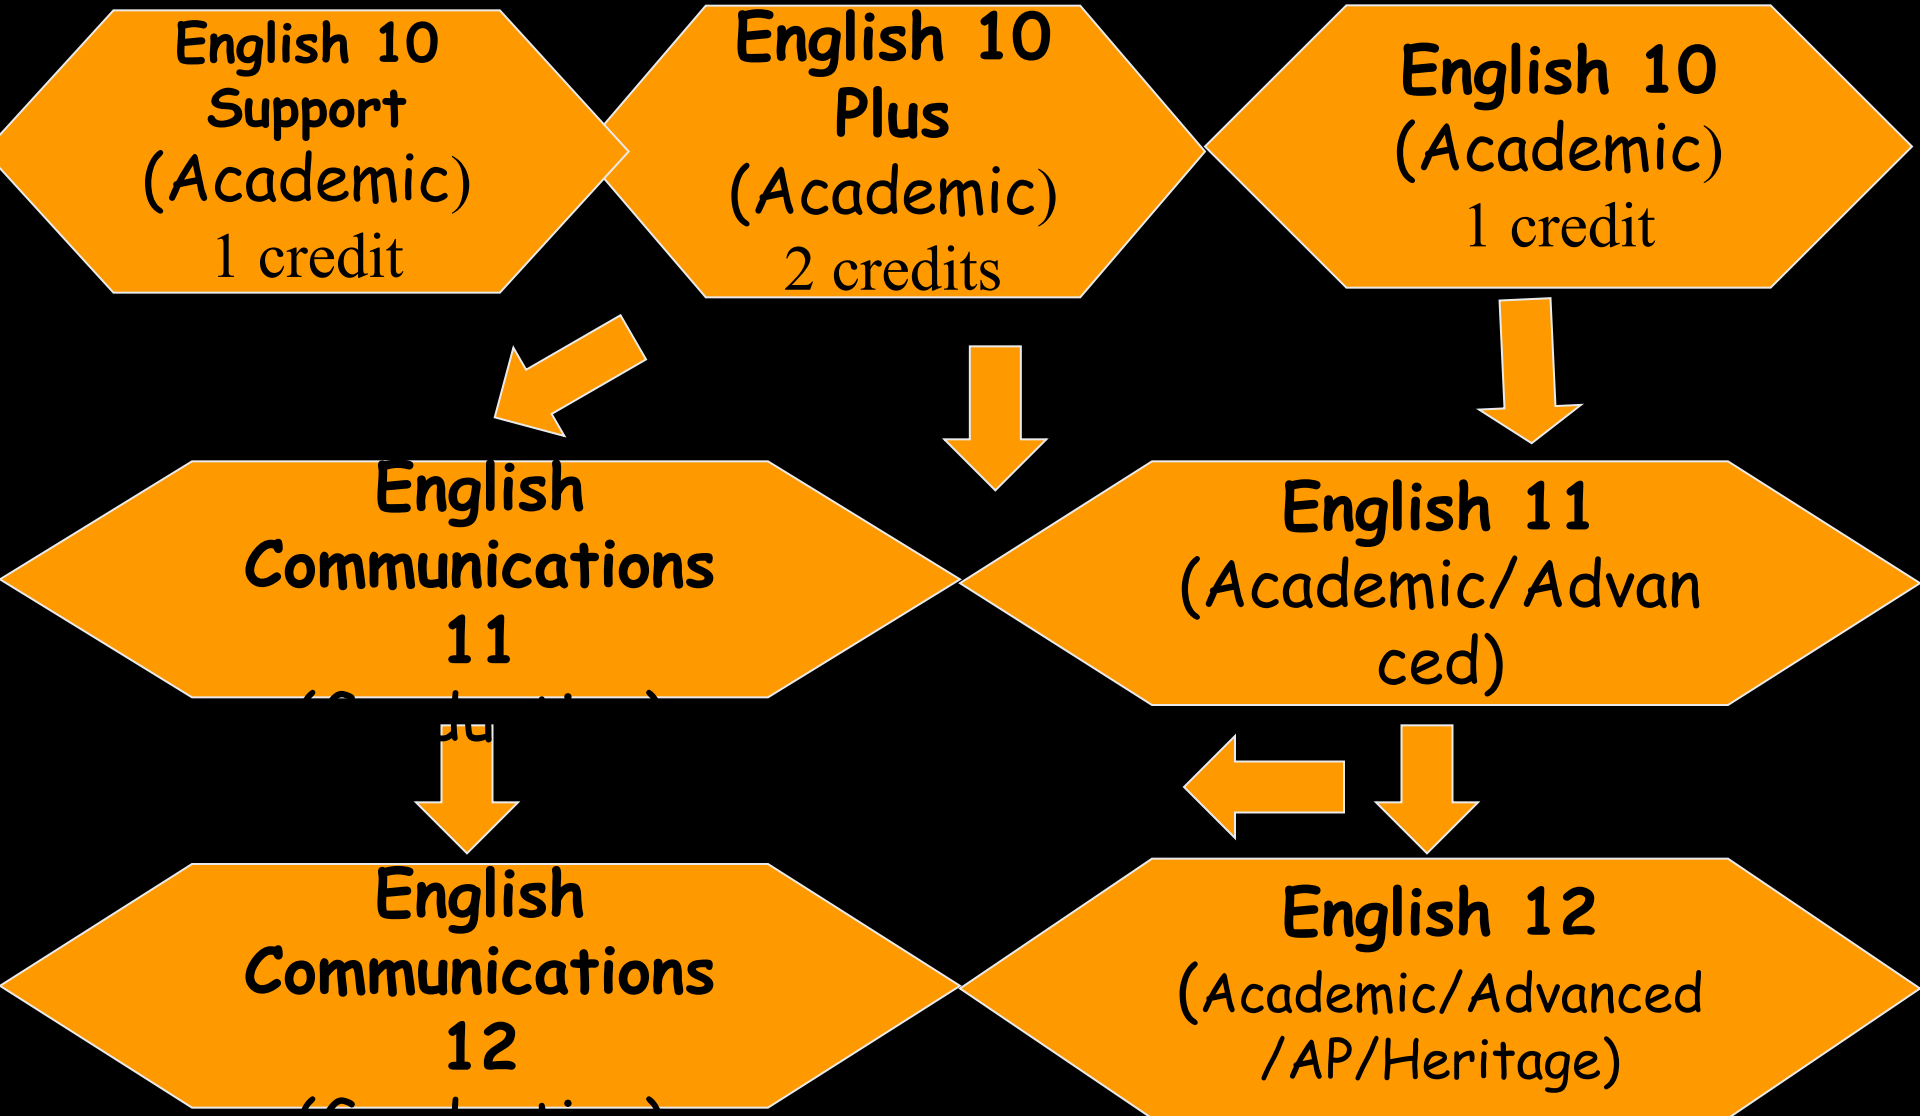 English 10
Support
(Academic)
1 credit
English 10
Plus
(Academic)
2 credits
English 10
(Academic)
1 credit
English
Communications
11
English 11
(Academic/Advan
ced)
English
Communications
12
English 12
(Academic/Advanced
/AP/Heritage)